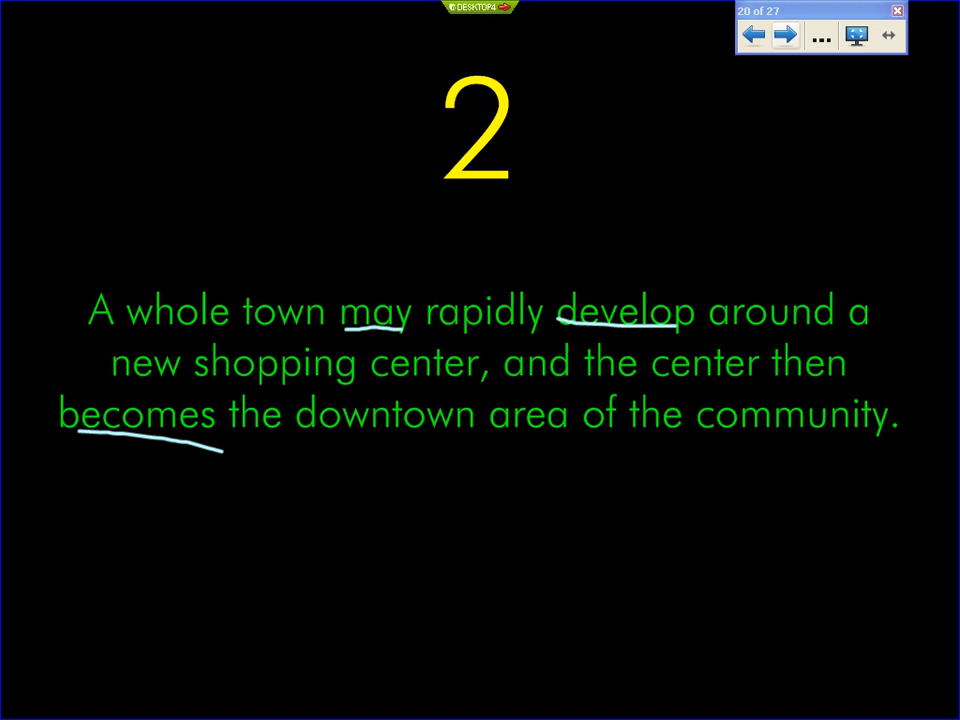 DESKTOP4
20 of 27
...
2
A whole town may rapidly develop around a
new shopping center, and the center then
becomes the downtown area of the community.